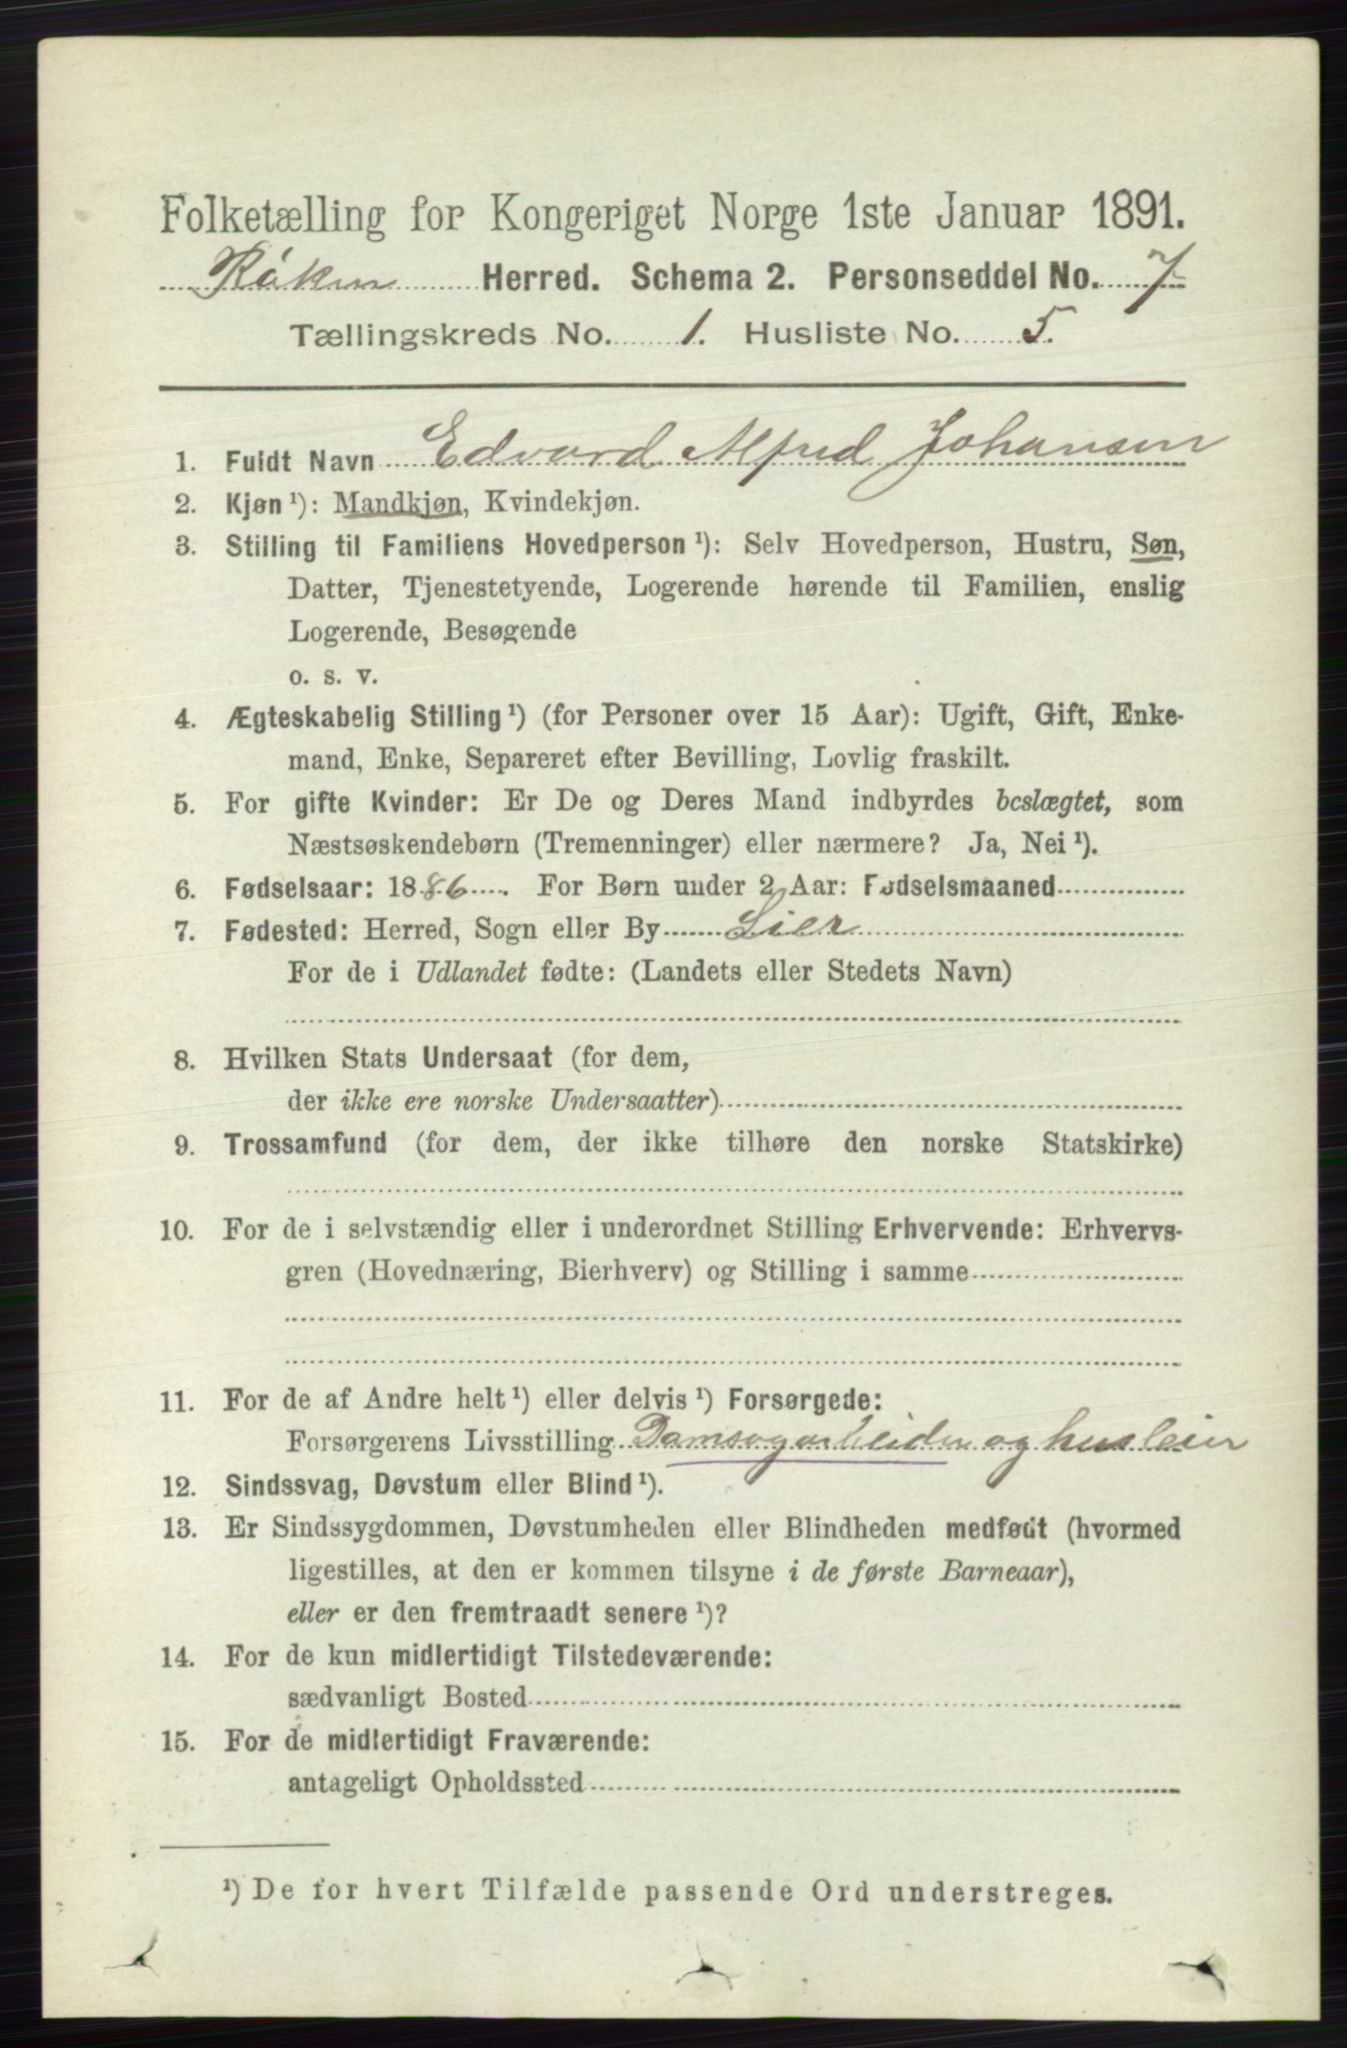 Folketælling for Kongeriget Norge 1ste Januar 1891.
Røken Herred. Schema 2. Personseddel No. 7
Tællingskreds No. 1. Husliste No. 5.
1. Fuldt Navn Edvard Alfred Johansen
2. Kjøn ¹): Mandkjøn, Kvindekjøn.
3. Stilling til Familiens Hovedperson ¹): Selv Hovedperson, Hustru, Søn,
Datter, Tjenestetyende, Logerende hørende til Familien, enslig
Logerende, Besøgende
o. s. v.
4. Ægteskabelig Stilling ¹) (for Personer over 15 Aar): Ugift, Gift, Enke-
mand, Enke, Separeret efter Bevilling, Lovlig fraskilt.
5. For gifte Kvinder: Er De og Deres Mand indbyrdes beslægtet, som
Næstsøskendebørn (Tremenninger) eller nærmere? Ja, Nei ¹).
6. Fødselsaar: 1886. For Børn under 2 Aar: Fødselsmaaned
7. Fødested: Herred, Sogn eller By Lier
For de i Udlandet fødte: (Landets eller Stedets Navn)
8. Hvilken Stats Undersaat (for dem,
der ikke ere norske Undersaatter)
9. Trossamfund (for dem, der ikke tilhøre den norske Statskirke)
10. For de i selvstændig eller i underordnet Stilling Erhvervende: Erhvervs-
gren (Hovednæring, Bierhverv) og Stilling i samme
11. For de af Andre helt ¹) eller delvis ¹) Forsørgede:
Forsørgerens Livsstilling Damsagarbeider og husleier
12. Sindssvag, Døvstum eller Blind ¹).
13. Er Sindssygdommen, Døvstumheden eller Blindheden medfødt (hvormed
ligestilles, at den er kommen tilsyne i de første Barneaar),
eller er den fremtraadt senere ¹)?
14. For de kun midlertidigt Tilstedeværende:
sædvanligt Bosted
15. For de midlertidigt Fraværende:
antageligt Opholdssted
¹) De for hvert Tilfælde passende Ord understreges.